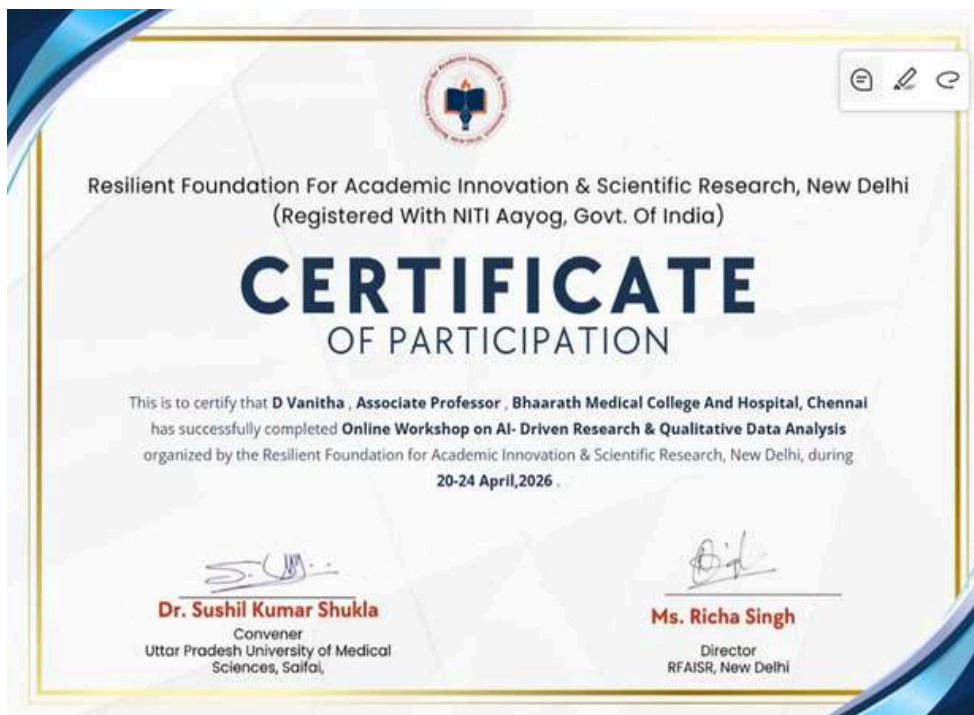 Resilient Foundation For Academic Innovation & Scientific Research, New Delhi
(Registered With NITI Aayog, Govt. Of India)
CERTIFICATE
OF PARTICIPATION
This is to certify that D Vanitha , Associate Professor , Bhaarath Medical College And Hospital, Chennai
has successfully completed Online Workshop on AI- Driven Research & Qualitative Data Analysis
organized by the Resilient Foundation for Academic Innovation & Scientific Research, New Delhi, during
20-24 April,2026 .
Dr. Sushil Kumar Shukla
Convener
Uttar Pradesh University of Medical
Sciences, Saifai,
Ms. Richa Singh
Director
RFAISR, New Delhi